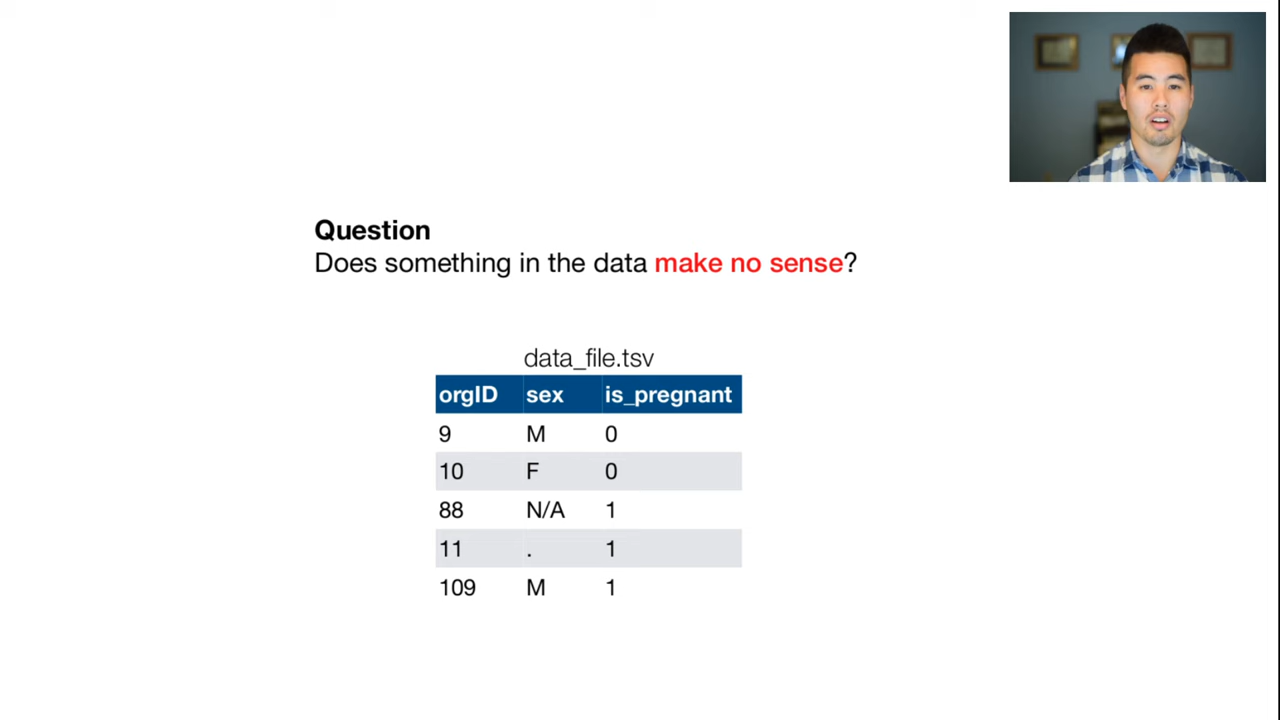 Question
Does something in the data make no sense?
data_file.tsv
orgID sex is_pregnant
9 M 0
10 F 0
88 N/A 1
11 . 1
109 M 1